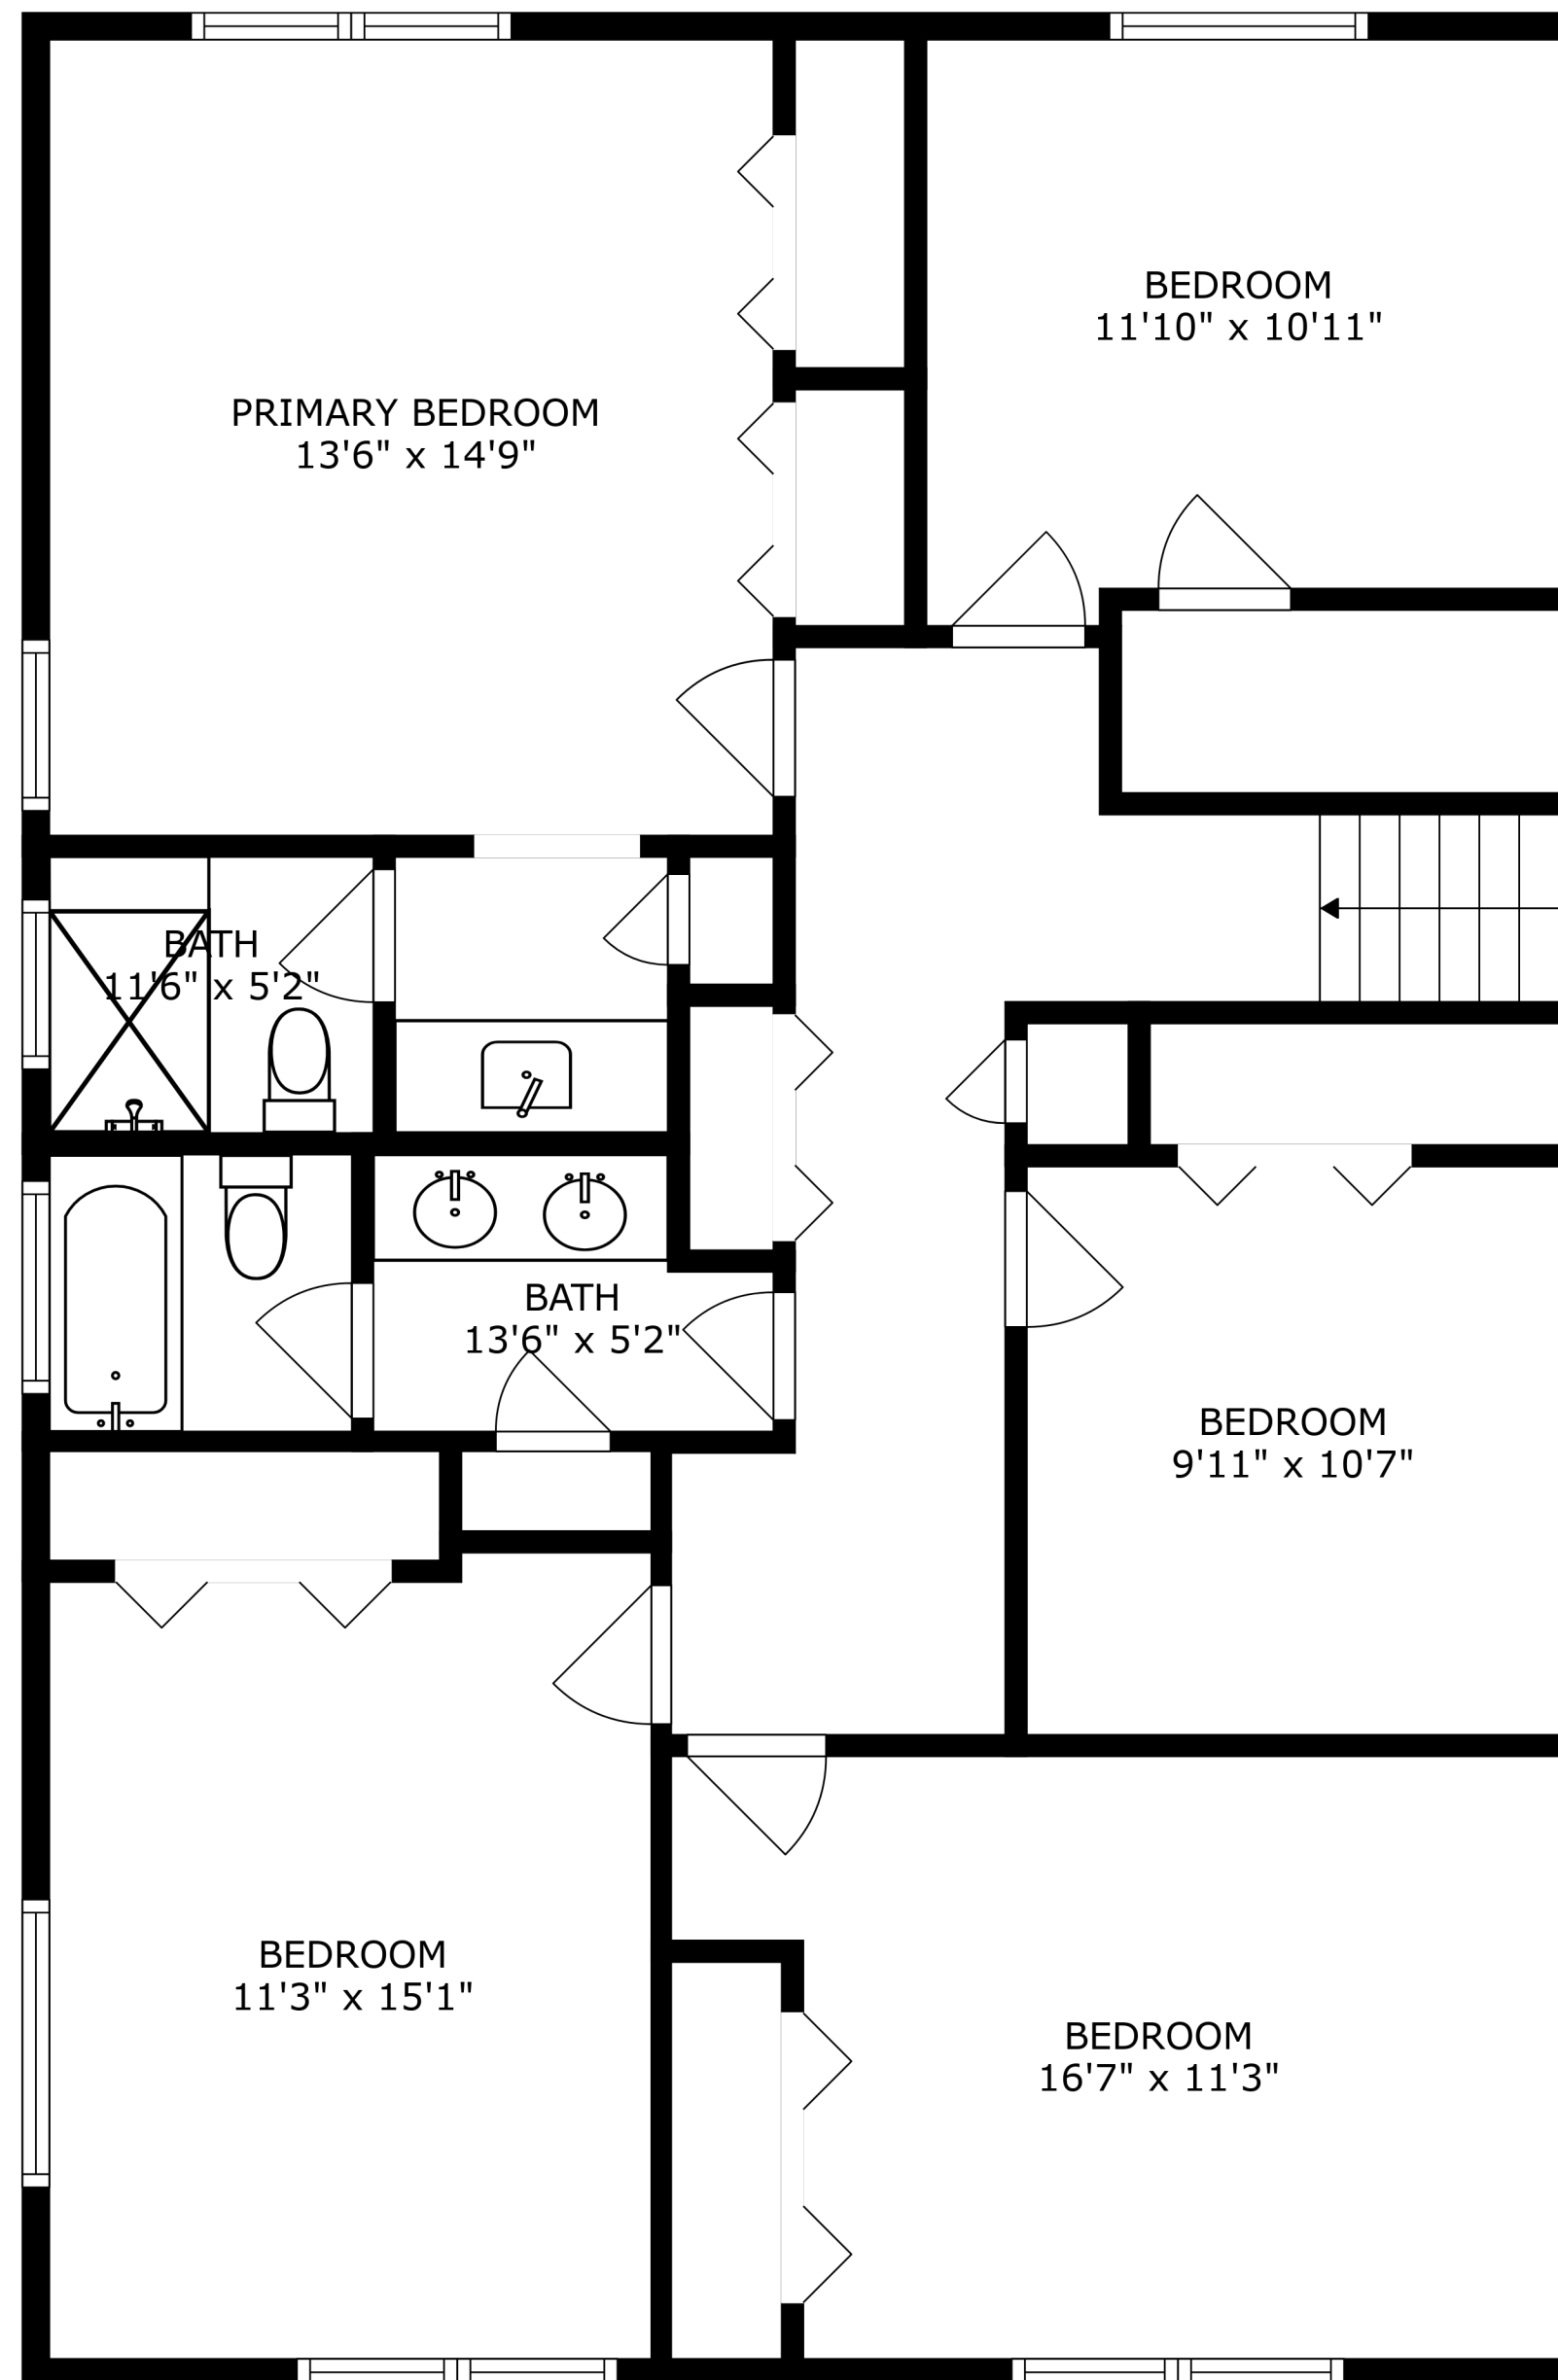 BEDROOM
11'10" x 10'11"
PRIMARY BEDROOM
13'6" x 14'9"
BATH
11'6" x 5'2"
BATH
13'6" x 5'2"
BEDROOM
9'11" x 10'7"
BEDROOM
11'3" x 15'1"
BEDROOM
16'7" x 11'3"